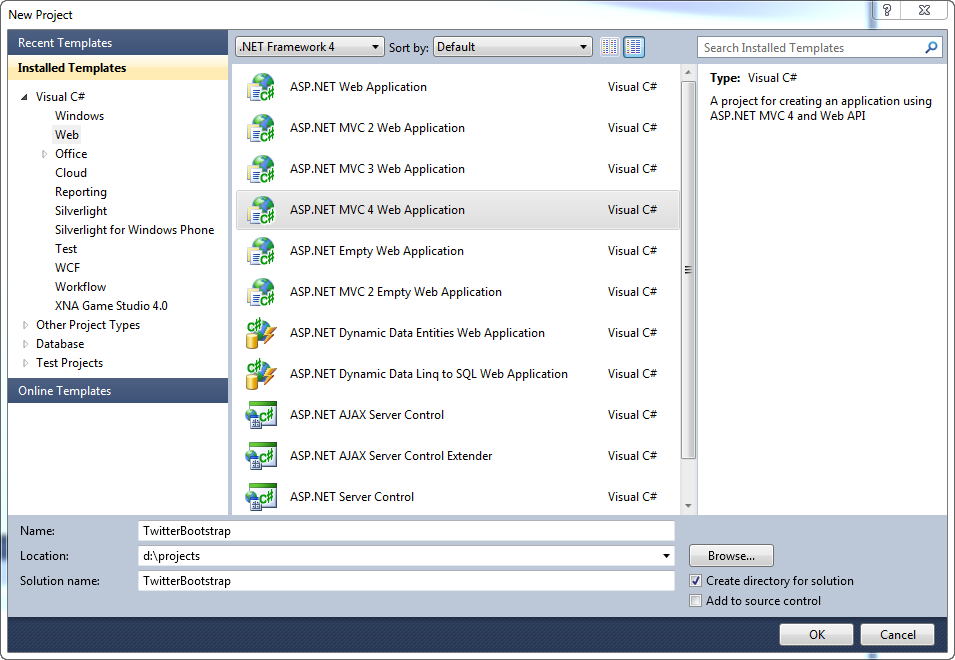 New Project
Recent Templates
Installed Templates
Visual C#
Windows
Web
Office
Cloud
Reporting
Silverlight
Silverlight for Windows Phone
Test
WCF
Workflow
XNA Game Studio 4.0
Other Project Types
Database
Test Projects
Online Templates
.NET Framework 4 Sort by: Default
ASP.NET Web Application Visual C#
ASP.NET MVC 2 Web Application Visual C#
ASP.NET MVC 3 Web Application Visual C#
ASP.NET MVC 4 Web Application Visual C#
ASP.NET Empty Web Application Visual C#
ASP.NET MVC 2 Empty Web Application Visual C#
ASP.NET Dynamic Data Entities Web Application Visual C#
ASP.NET Dynamic Data Linq to SQL Web Application Visual C#
ASP.NET AJAX Server Control Visual C#
ASP.NET AJAX Server Control Extender Visual C#
ASP.NET Server Control Visual C#
Search Installed Templates
Type: Visual C#
A project for creating an application using
ASP.NET MVC 4 and Web API
Name: TwitterBootstrap
Location: d:\projects
Solution name: TwitterBootstrap
Browse...
Create directory for solution
Add to source control
OK Cancel